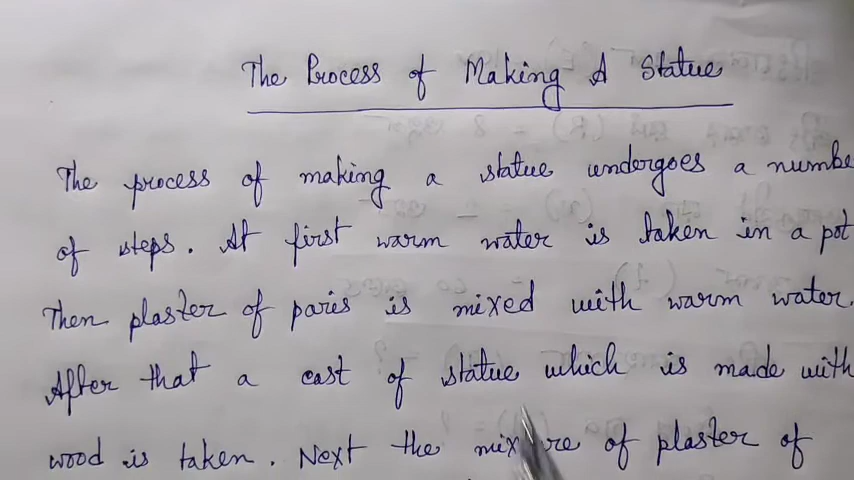 The Process of Making A Statue
The process of making a statue undergoes a numbe
of steps. At first warm water is taken in a pot
Then plaster of paris is mixed with warm water.
After that a cast of statue which is made with
wood is taken. Next the mixture of plaster of